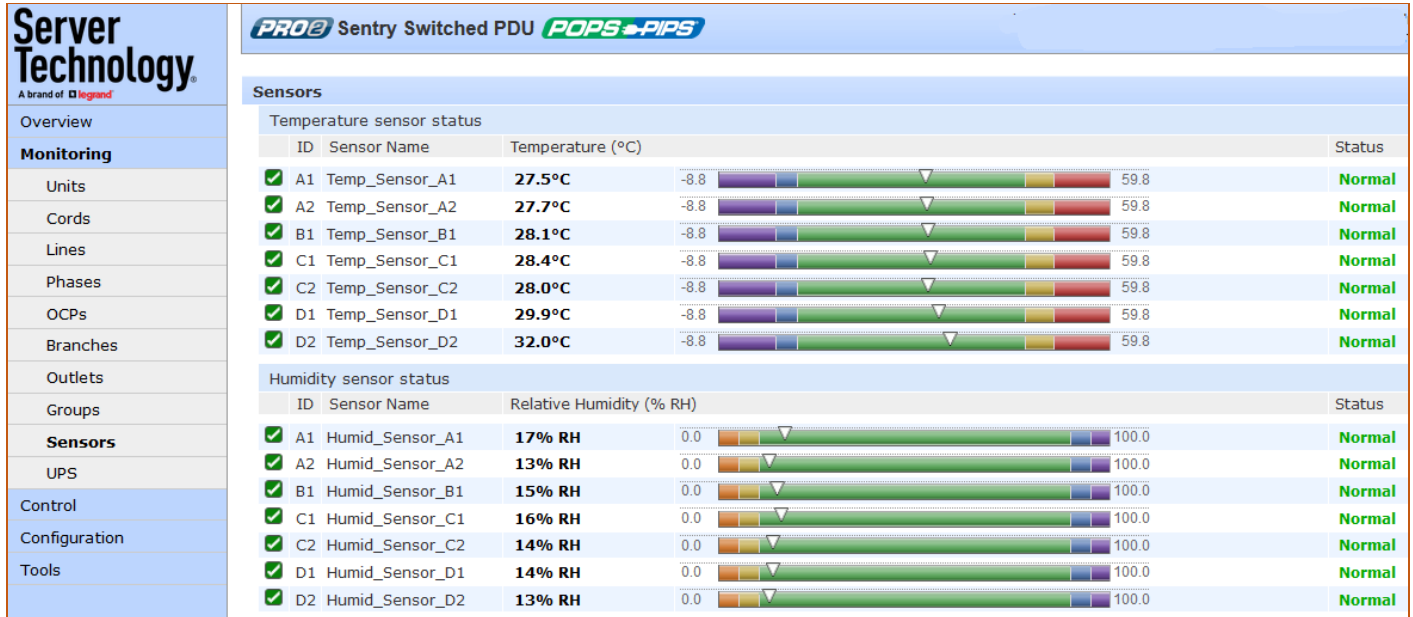 Server
Technology.
A brand of legrand
Overview
Monitoring
Units
Cords
Lines
Phases
OCPs
Branches
Outlets
Groups
Sensors
UPS
Control
Configuration
Tools
PRO2 Sentry Switched PDU POPS PIPS
Sensors
Temperature sensor status
ID Sensor Name Temperature (°C) Status
A1 Temp_Sensor_A1 27.5°C -8.8 59.8 Normal
A2 Temp_Sensor_A2 27.7°C -8.8 59.8 Normal
B1 Temp_Sensor_B1 28.1°C -8.8 59.8 Normal
C1 Temp_Sensor_C1 28.4°C -8.8 59.8 Normal
C2 Temp_Sensor_C2 28.0°C -8.8 59.8 Normal
D1 Temp_Sensor_D1 29.9°C -8.8 59.8 Normal
D2 Temp_Sensor_D2 32.0°C -8.8 59.8 Normal
Humidity sensor status
ID Sensor Name Relative Humidity (% RH) Status
A1 Humid_Sensor_A1 17% RH 0.0 100.0 Normal
A2 Humid_Sensor_A2 13% RH 0.0 100.0 Normal
B1 Humid_Sensor_B1 15% RH 0.0 100.0 Normal
C1 Humid_Sensor_C1 16% RH 0.0 100.0 Normal
C2 Humid_Sensor_C2 14% RH 0.0 100.0 Normal
D1 Humid_Sensor_D1 14% RH 0.0 100.0 Normal
D2 Humid_Sensor_D2 13% RH 0.0 100.0 Normal